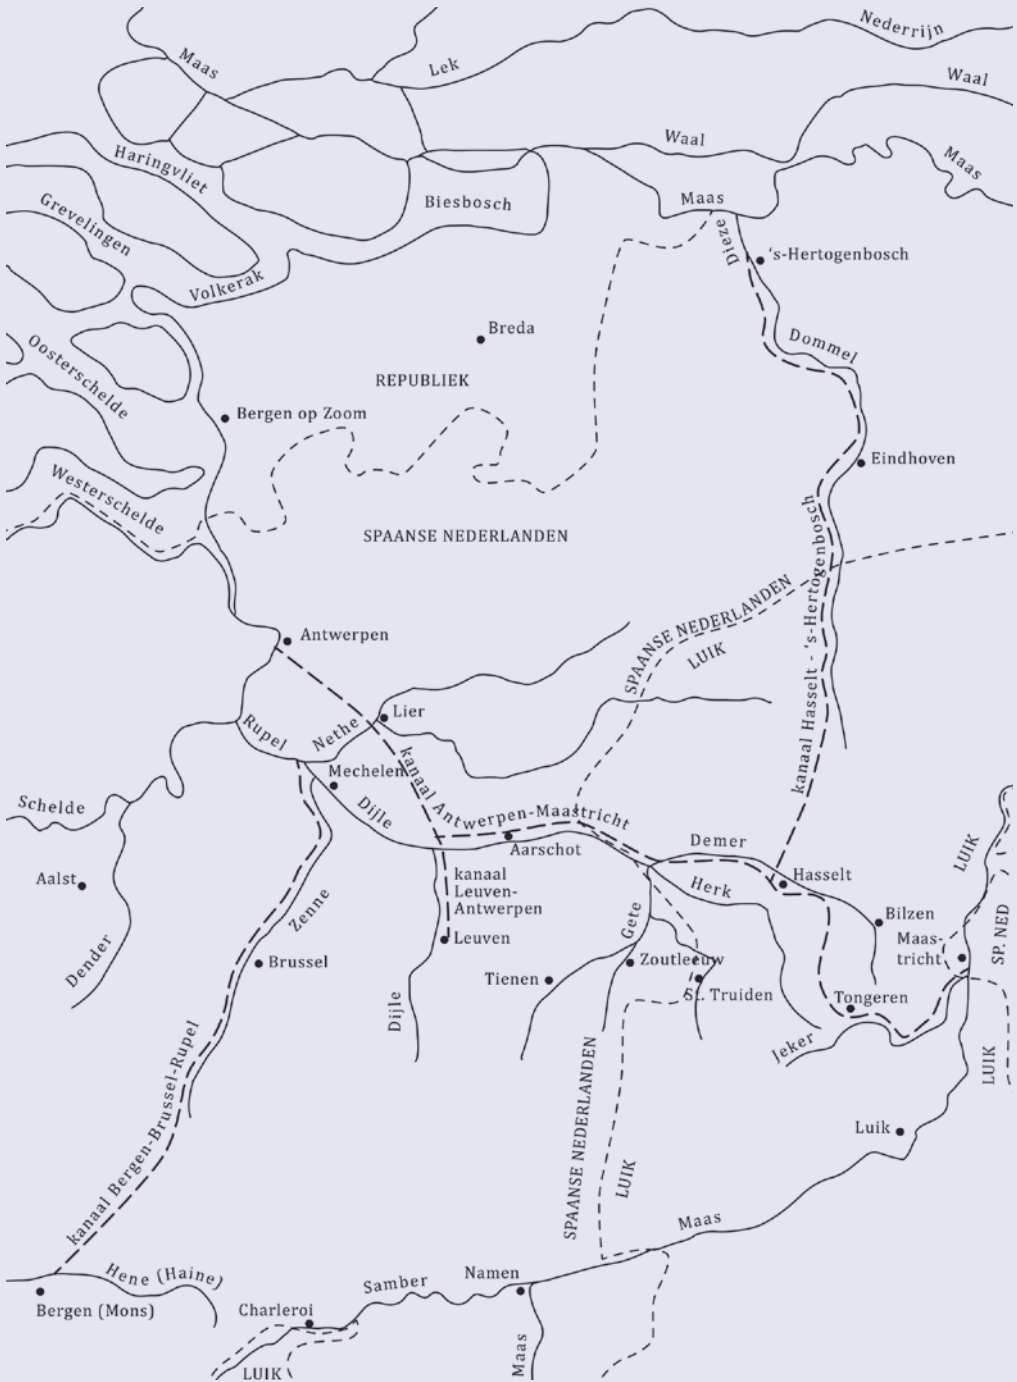 Nederrijn
Maas
Lek
Waal
Waal
Haringvliet
Maas
Grevelingen
Biesbosch
Maas
Dieze
's-Hertogenbosch
Volkerak
Breda
Dommel
Oosterschelde
REPUBLIEK
Bergen op Zoom
Eindhoven
Westerschelde
SPAANSE NEDERLANDEN
kanaal Hasselt - 's-Hertogenbosch
SPAANSE NEDERLANDEN
LUIK
Antwerpen
Lier
Rupel
Nethe
Mechelen
kanaal Antwerpen-Maastricht
Schelde
Dijle
Aarschot
Demer
LUIK
Aalst
kanaal
Leuven-
Antwerpen
Herk
Hasselt
Zenne
Gete
Bilzen
SP. NED
Leuven
Maas-
tricht
Dender
Brussel
Tienen
Zoutleeuw
St. Truiden
Tongeren
Dijle
Jeker
LUIK
kanaal Bergen-Brussel-Rupel
SPAANSE NEDERLANDEN
LUIK
Luik
Maas
Hene (Haine)
Samber
Namen
Bergen (Mons)
Charleroi
Maas
LUIK